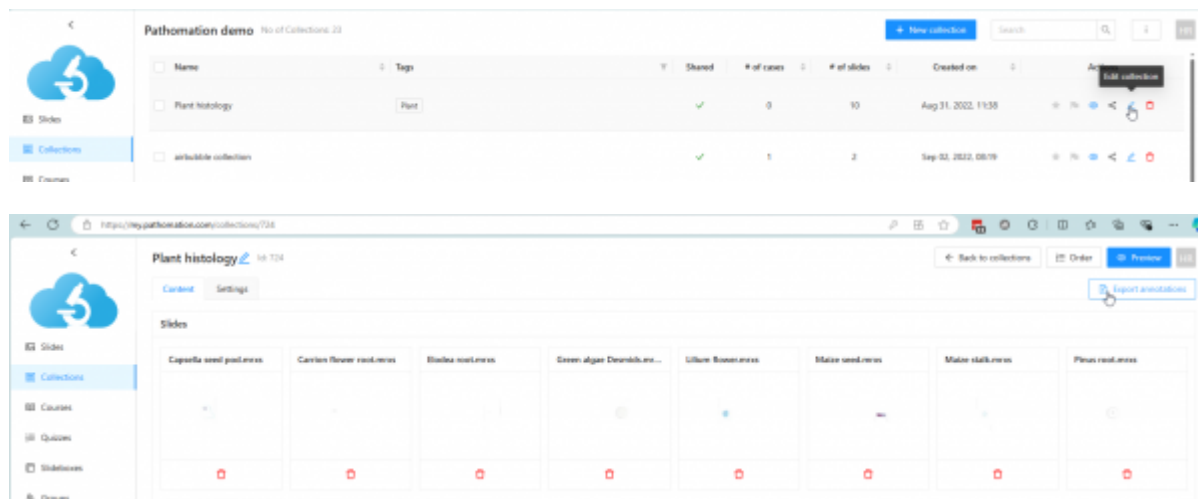 Pathomation demo No of Collections: 23
+ New collection
Search
Name Tags Shared # of cases # of slides Created on
Edit collection
Plant histology Plant 0 10 Aug 31, 2022, 11:38
Slides
Collections
airbubble collection 1 2 Sep 02, 2022, 08:19
Courses
https://my.pathomation.com/collections/724
Plant histology Id: 724
← Back to collections
Order
Preview
Content Settings
Export annotations
Slides
Slides
Collections
Courses
Quizzes
Slideboxes
Groups
Capsella seed pod.mrxs
Carrion flower root.mrxs
Elodea root.mrxs
Green algae Desmids.mr...
Lilium flower.mrxs
Maize seed.mrxs
Maize stalk.mrxs
Pinus root.mrxs